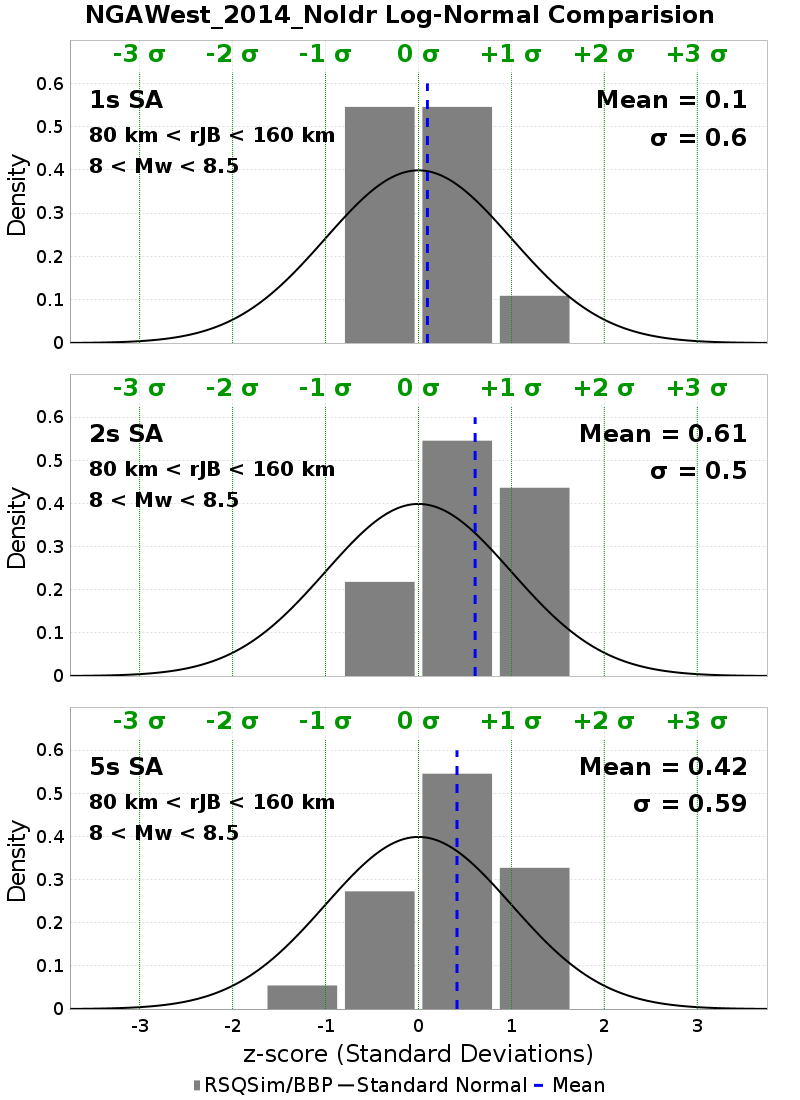 NGAWest_2014_NoIdr Log-Normal Comparision
-3 σ -2 σ -1 σ 0 σ +1 σ +2 σ +3 σ
0.6
1s SA
Mean = 0.1
0.5
80 km < rJB < 160 km
σ = 0.6
8 < Mw < 8.5
0.4
0.3
0.2
0.1
0
Density
-3 σ -2 σ -1 σ 0 σ +1 σ +2 σ +3 σ
0.6
2s SA
Mean = 0.61
0.5
80 km < rJB < 160 km
σ = 0.5
8 < Mw < 8.5
0.4
0.3
0.2
0.1
0
Density
-3 σ -2 σ -1 σ 0 σ +1 σ +2 σ +3 σ
0.6
5s SA
Mean = 0.42
0.5
80 km < rJB < 160 km
σ = 0.59
8 < Mw < 8.5
0.4
0.3
0.2
0.1
0
Density
-3 -2 -1 0 1 2 3
z-score (Standard Deviations)
RSQSim/BBP Standard Normal Mean